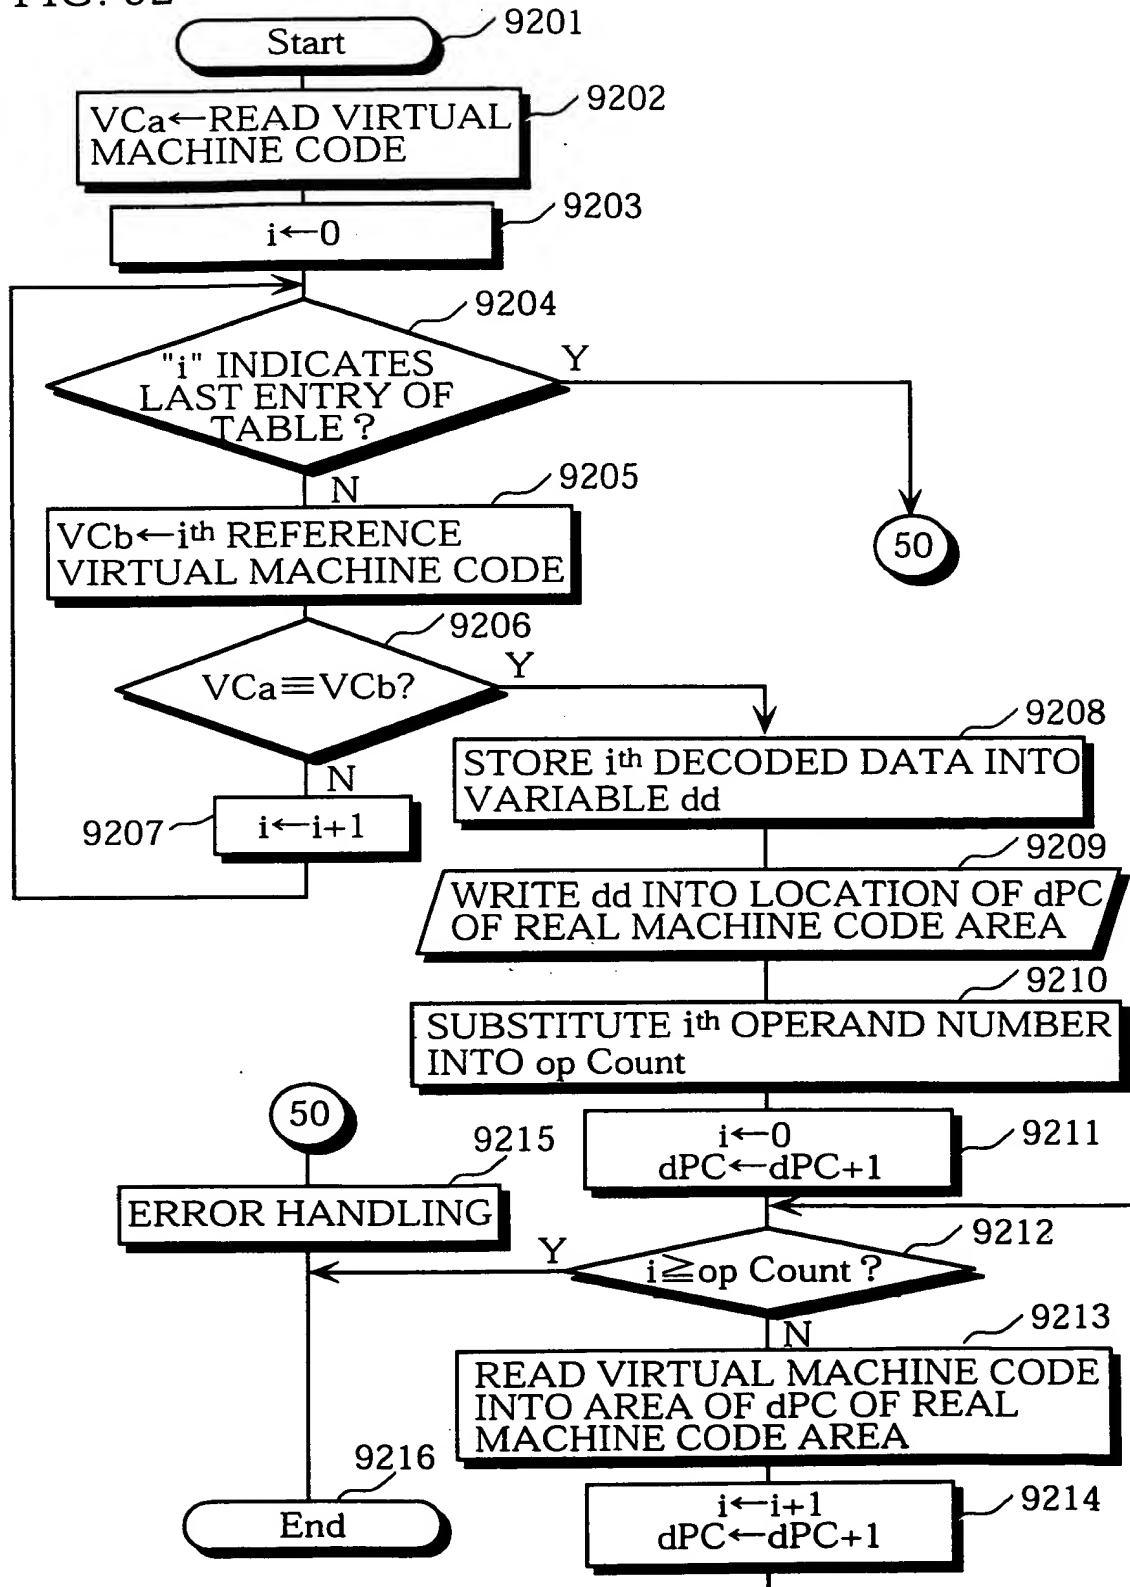 Start
9201
VCa←READ VIRTUAL
MACHINE CODE
9202
i←0
9203
9204
"i" INDICATES
LAST ENTRY OF
TABLE ?
Y
N
50
9205
VCb←ith REFERENCE
VIRTUAL MACHINE CODE
9206
VCa≡VCb?
Y
N
9207
i←i+1
9208
STORE ith DECODED DATA INTO
VARIABLE dd
9209
WRITE dd INTO LOCATION OF dPC
OF REAL MACHINE CODE AREA
9210
SUBSTITUTE ith OPERAND NUMBER
INTO op Count
i←0
dPC←dPC+1
9211
50
9215
ERROR HANDLING
9212
i≧op Count ?
Y
N
9213
READ VIRTUAL MACHINE CODE
INTO AREA OF dPC OF REAL
MACHINE CODE AREA
i←i+1
dPC←dPC+1
9214
9216
End